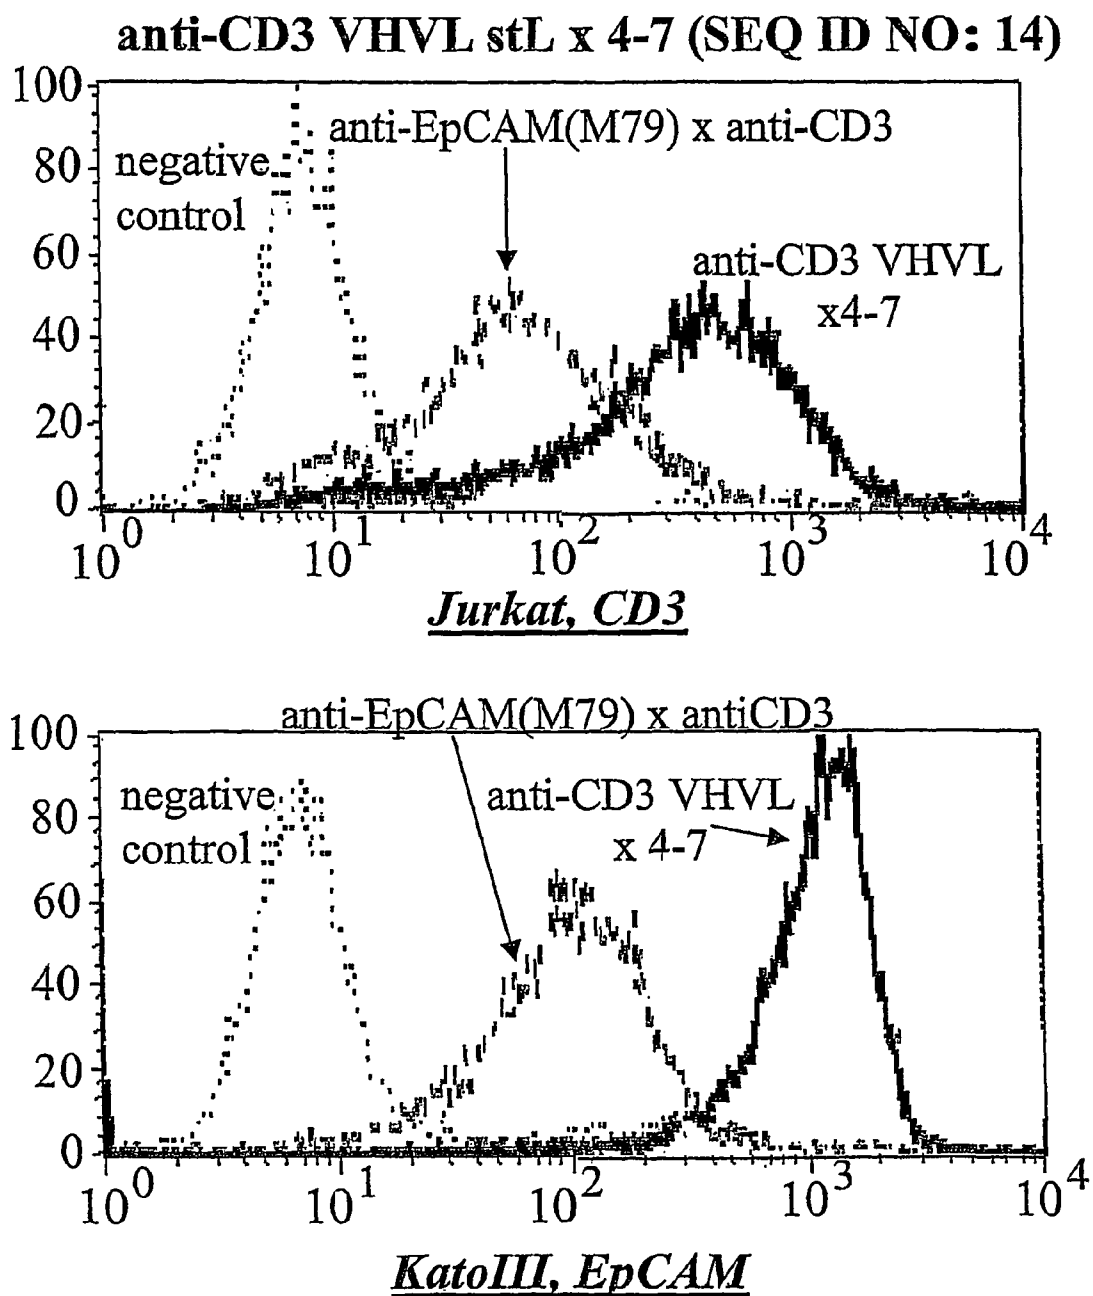 anti-CD3 VHVL stL x 4-7 (SEQ ID NO: 14)
100
anti-EpCAM(M79) x anti-CD3
negative
control
80
60
anti-CD3 VHVL
x4-7
40
20
0
10^0 10^1 10^2 10^3 10^4
Jurkat, CD3
anti-EpCAM(M79) x antiCD3
100
negative
control
anti-CD3 VHVL
x 4-7
80
60
40
20
0
10^0 10^1 10^2 10^3 10^4
KatoIII, EpCAM